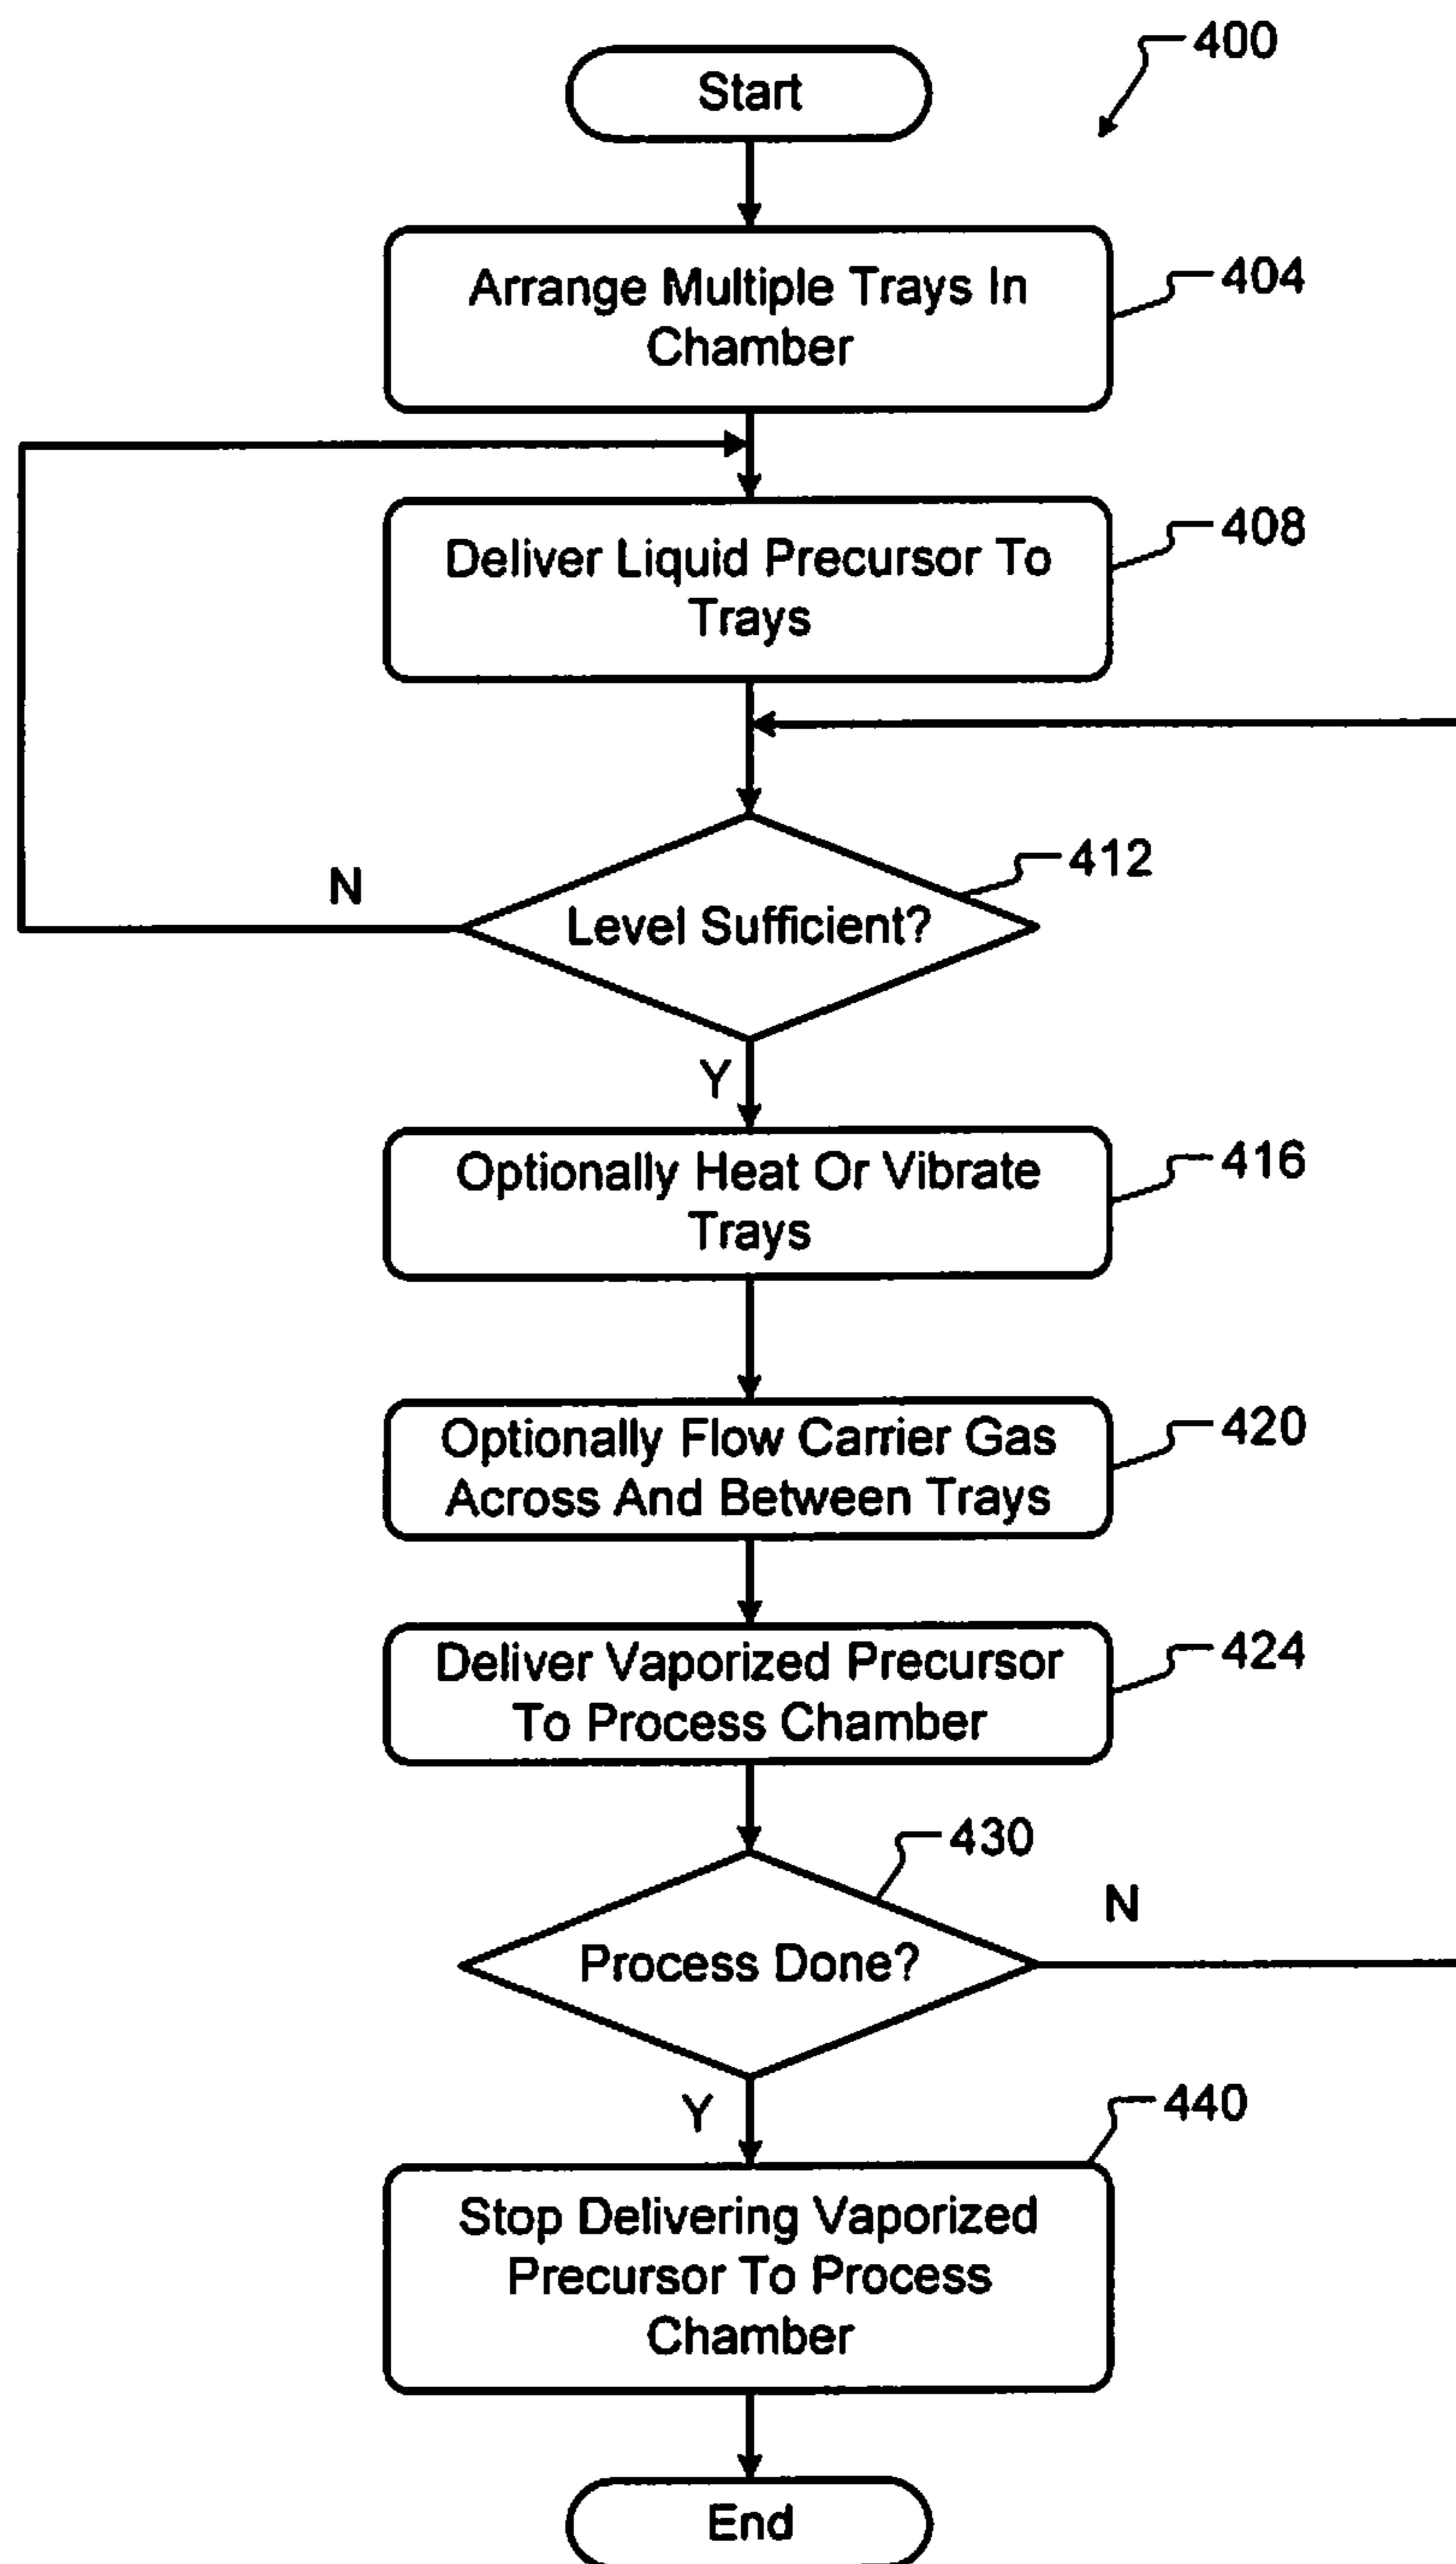 400
Start
Arrange Multiple Trays In
Chamber
404
Deliver Liquid Precursor To
Trays
408
412
N
Level Sufficient?
Y
Optionally Heat Or Vibrate
Trays
416
Optionally Flow Carrier Gas
Across And Between Trays
420
Deliver Vaporized Precursor
To Process Chamber
424
430
N
Process Done?
Y
440
Stop Delivering Vaporized
Precursor To Process
Chamber
End